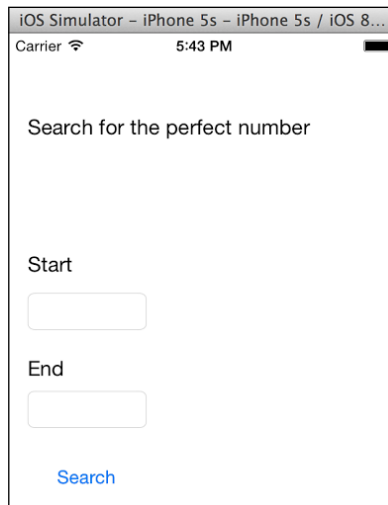 iOS Simulator – iPhone 5s – iPhone 5s / iOS 8...
Carrier 5:43 PM
Search for the perfect number
Start
End
Search